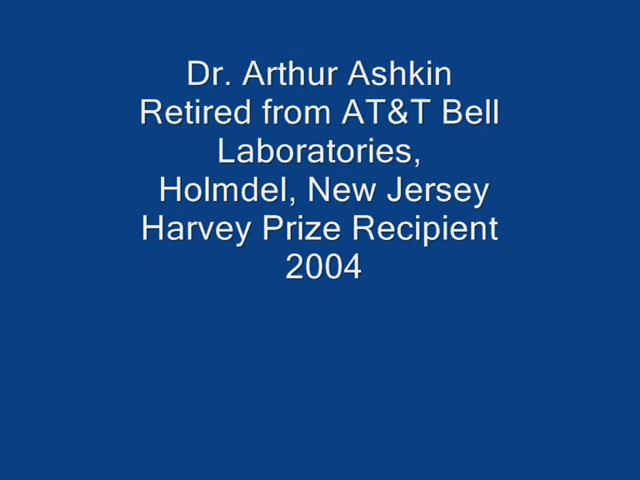 Dr. Arthur Ashkin
Retired from AT&T Bell
Laboratories,
Holmdel, New Jersey
Harvey Prize Recipient
2004